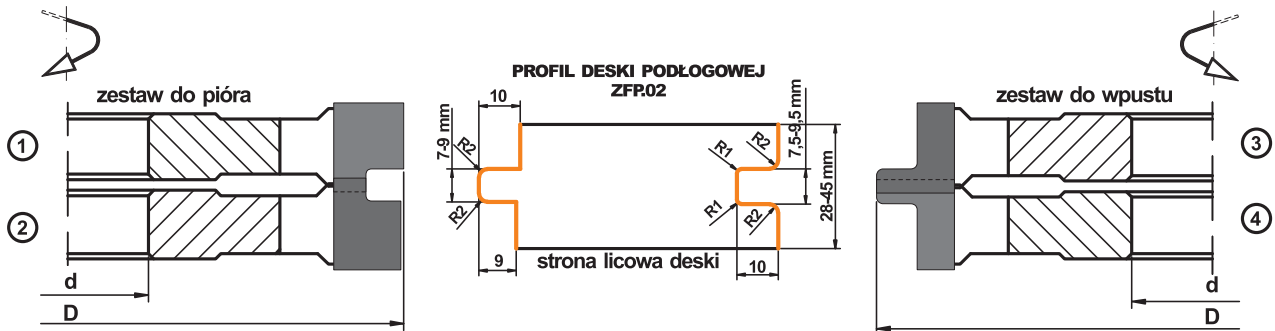 PROFIL DESKI PODŁOGOWEJ
ZFP.02
zestaw do pióra
zestaw do wpustu
1
2
3
4
10
7-9 mm
R2
R2
9
R1
R2
R1
R2
7,5-9,5 mm
28-45 mm
10
strona licowa deski
d
D
d
D